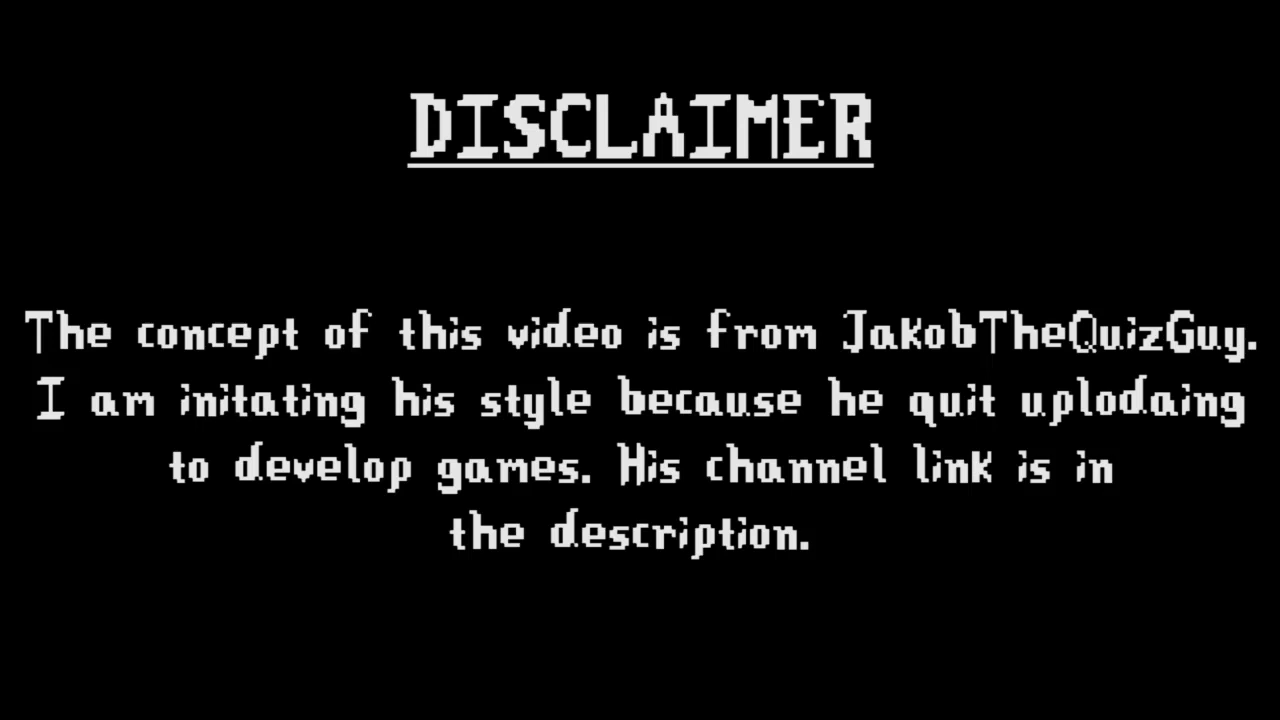 DISCLAIMER
The concept of this video is from JakobTheQuizGuy.
I am initating his style because he quit uplodaing
to develop games. His channel link is in
the description.